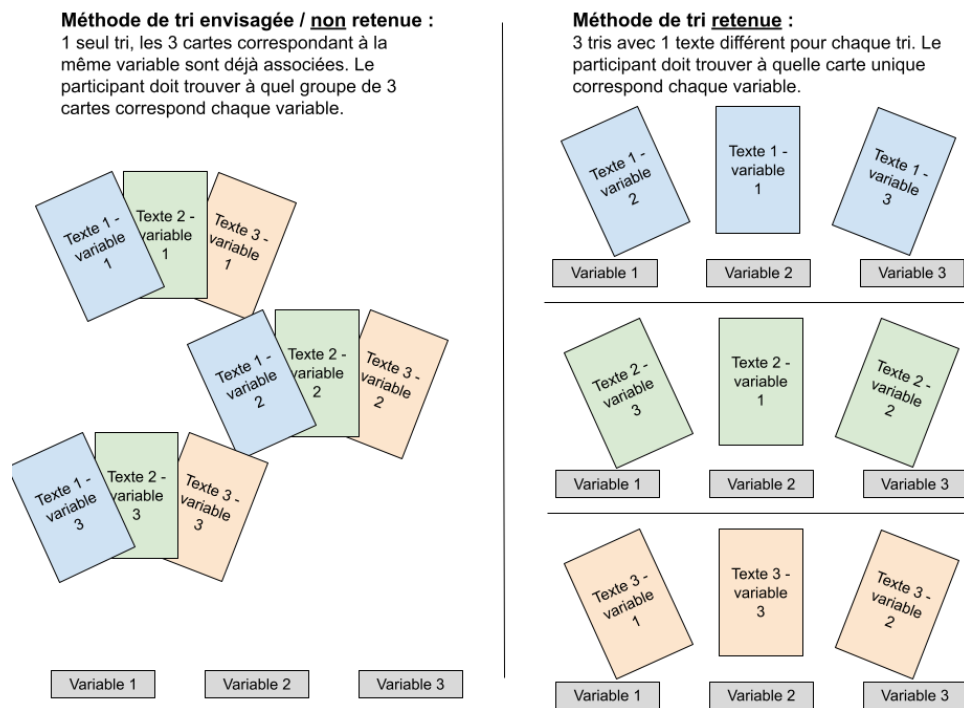 Méthode de tri envisagée / non retenue :
1 seul tri, les 3 cartes correspondant à la
même variable sont déjà associées. Le
participant doit trouver à quel groupe de 3
cartes correspond chaque variable.
Texte 1 -
variable
1
Texte 2 -
variable
1
Texte 3 -
variable
1
Texte 1 -
variable
2
Texte 2 -
variable
2
Texte 3 -
variable
2
Texte 1 -
variable
3
Texte 2 -
variable
3
Texte 3 -
variable
3
Variable 1
Variable 2
Variable 3
Méthode de tri retenue :
3 tris avec 1 texte différent pour chaque tri. Le
participant doit trouver à quelle carte unique
correspond chaque variable.
Texte 1 -
variable
2
Texte 1 -
variable
1
Texte 1 -
variable
3
Variable 1
Variable 2
Variable 3
Texte 2 -
variable
3
Texte 2 -
variable
1
Texte 2 -
variable
2
Variable 1
Variable 2
Variable 3
Texte 3 -
variable
1
Texte 3 -
variable
3
Texte 3 -
variable
2
Variable 1
Variable 2
Variable 3